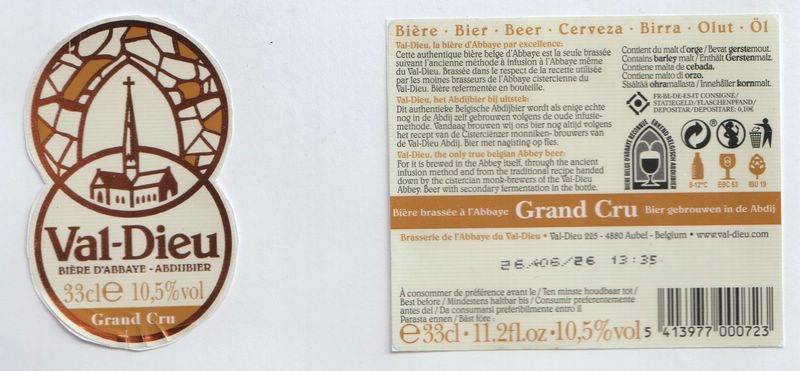 Val-Dieu
BIÈRE D'ABBAYE - ABDIJBIER
33cl e 10,5%vol
Grand Cru
Bière · Bier · Beer · Cerveza · Birra · Olut · Öl
Val-Dieu, la bière d'Abbaye par excellence:
Cette authentique bière belge d'Abbaye est la seule brassée
suivant l'ancienne méthode à infusion à l'Abbaye même
du Val-Dieu. Brassée dans le respect de la recette utilisée
par les moines brasseurs de l'Abbaye cistercienne du
Val-Dieu. Bière refermentée en bouteille.
Val-Dieu, het Abdijbier bij uitstek:
Dit authentieke Belgische Abdijbier wordt als enige echte
nog in de Abdij zelf gebrouwen volgens de oude infusie-
methode. Vandaag brouwen wij ons bier nog altijd volgens
het recept van de Cisterciënzer monniken- brouwers van
de Val-Dieu Abdij. Bier met nagisting op fles.
Val-Dieu, the only true belgian Abbey beer:
For it is brewed in the Abbey itself, through the ancient
infusion method and from the traditional recipe handed
down by the cistercian monk-brewers of the Val-Dieu
Abbey. Beer with secondary fermentation in the bottle.
Contient du malt d'orge / Bevat gerstemout.
Contains barley malt / Enthält Gerstenmalz.
Contiene malta de cebada.
Contiene malto di orzo.
Sisältää ohramallasta / Innehåller kornmalt.
FR-BE-DE-ES-IT CONSIGNE/
STATIEGELD/FLASCHENPFAND/
DEPOSITAR/DEPOSITARE: 0,10€
BIÈRE BELGE D'ABBAYE RECONNUE
ERKEND BELGISCH ABDIJBIER
8-12°C
EBC 63
IBU 19
Bière brassée à l'Abbaye Grand Cru Bier gebrouwen in de Abdij
Brasserie de l'Abbaye du Val-Dieu • Val-Dieu 225 - 4880 Aubel - Belgium • www.val-dieu.com
26/06/26 13:35
À consommer de préférence avant le / Ten minste houdbaar tot /
Best before / Mindestens haltbar bis / Consumir preferentemente
antes del / Da consumarsi preferibilmente entro il
Parasta ennen / Bäst före :
e 33cl · 11.2fl.oz · 10,5%vol
5 413977 000723